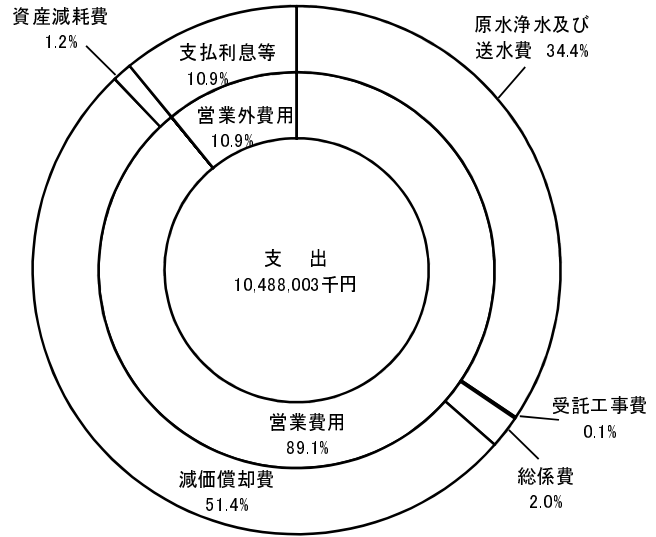 資産減耗費
1.2%
支払利息等
10.9%
営業外費用
10.9%
原水浄水及び
送水費 34.4%
支 出
10,488,003千円
営業費用
89.1%
減価償却費
51.4%
受託工事費
0.1%
総係費
2.0%